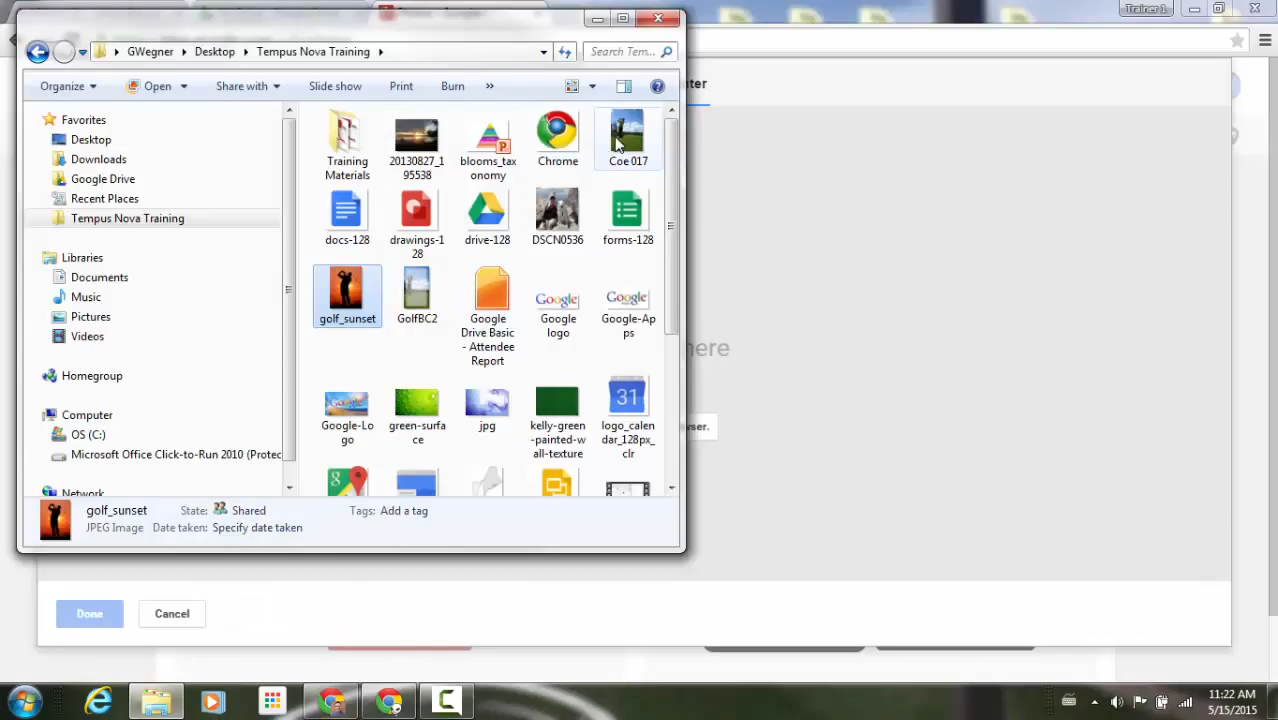 Trainer 1
GWegner
Desktop
Tempus Nova Training
Search Tem...
Organize
Open
Share with
Slide show
Print
Burn
»
Favorites
Desktop
Downloads
Google Drive
Recent Places
Tempus Nova Training
Libraries
Documents
Music
Pictures
Videos
Homegroup
Computer
OS (C:)
Microsoft Office Click-to-Run 2010 (Protec
Network
Training
Materials
20130827_1
95538
blooms_tax
onomy
Chrome
Coe 017
docs-128
drawings-1
28
drive-128
DSCN0536
forms-128
golf_sunset
GolfBC2
Google
Drive Basic
- Attendee
Report
Google
logo
Google-Ap
ps
Google-Lo
go
green-surfa
ce
jpg
kelly-green
-painted-w
all-texture
logo_calen
dar_128px_
clr
golf_sunset
State:
Shared
Tags: Add a tag
JPEG Image
Date taken: Specify date taken
nter
here
wser.
Done
Cancel
11:22 AM
5/15/2015